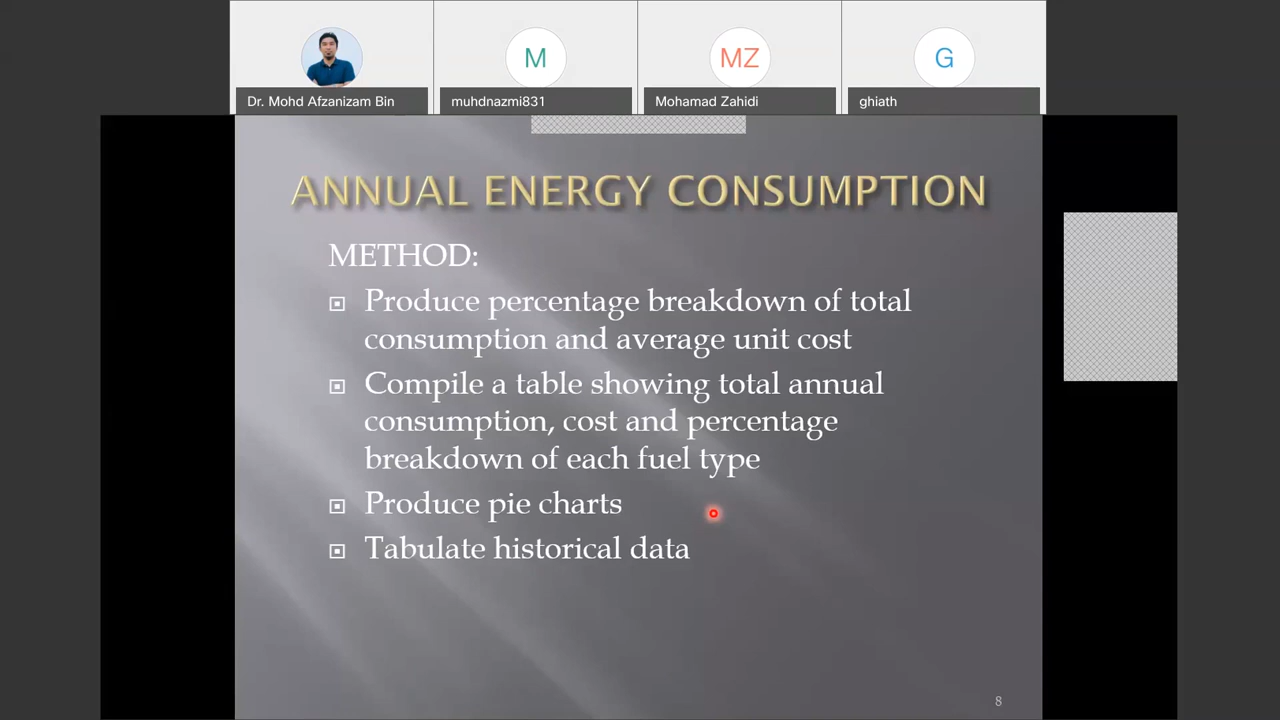 M
MZ
G
Dr. Mohd Afzanizam Bin
muhdnazmi831
Mohamad Zahidi
ghiath
ANNUAL ENERGY CONSUMPTION
METHOD:
Produce percentage breakdown of total
consumption and average unit cost
Compile a table showing total annual
consumption, cost and percentage
breakdown of each fuel type
Produce pie charts
Tabulate historical data
8